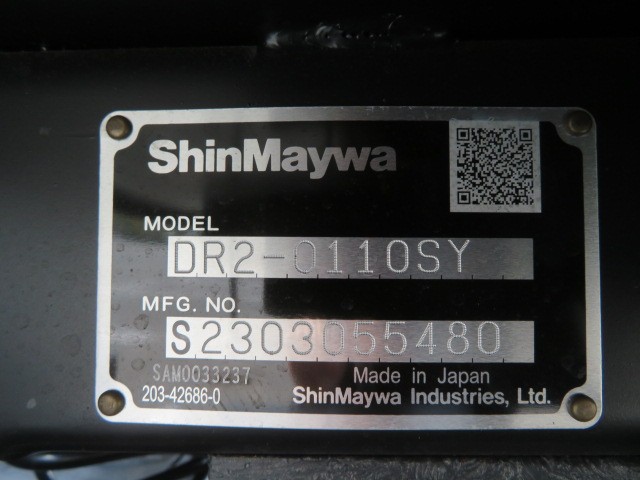 ShinMaywa
MODEL
DR2-0110SY
MFG. NO.
S2303055480
SAM0033237
Made in Japan
203-42686-0
ShinMaywa Industries, Ltd.